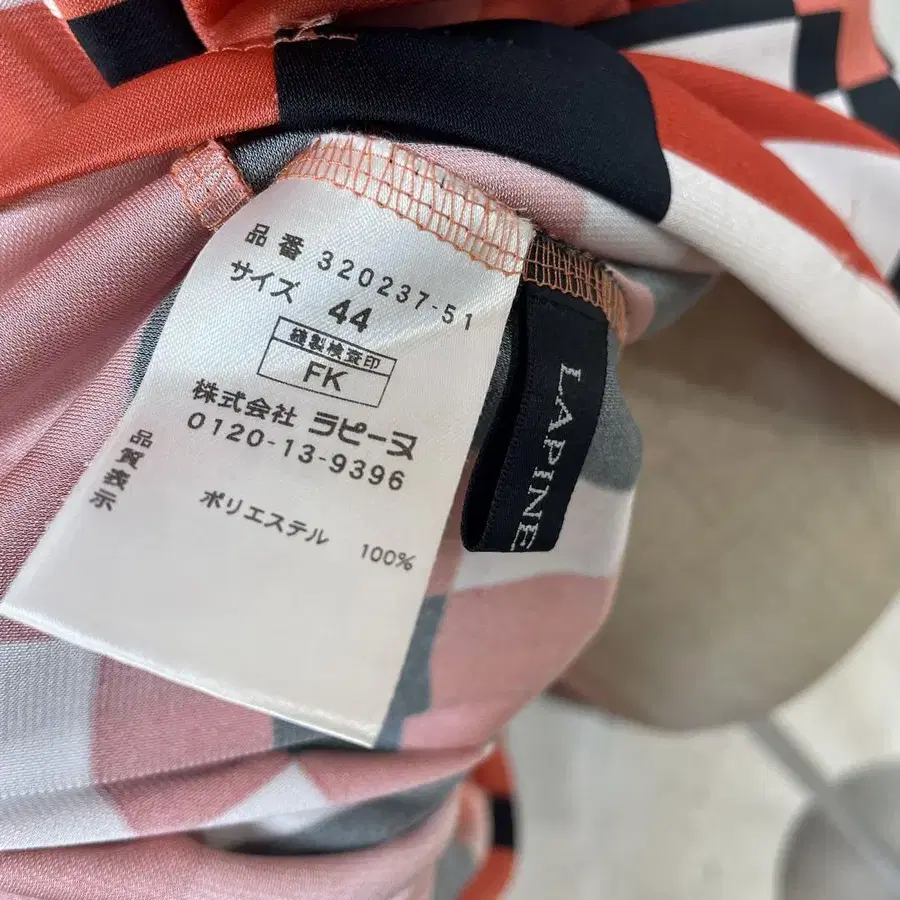 品番 320237-51
サイズ 44
縫製検査印
FK
株式会社 ラピーヌ
0120-13-9396
品質表示
ポリエステル 100%
LAPINE